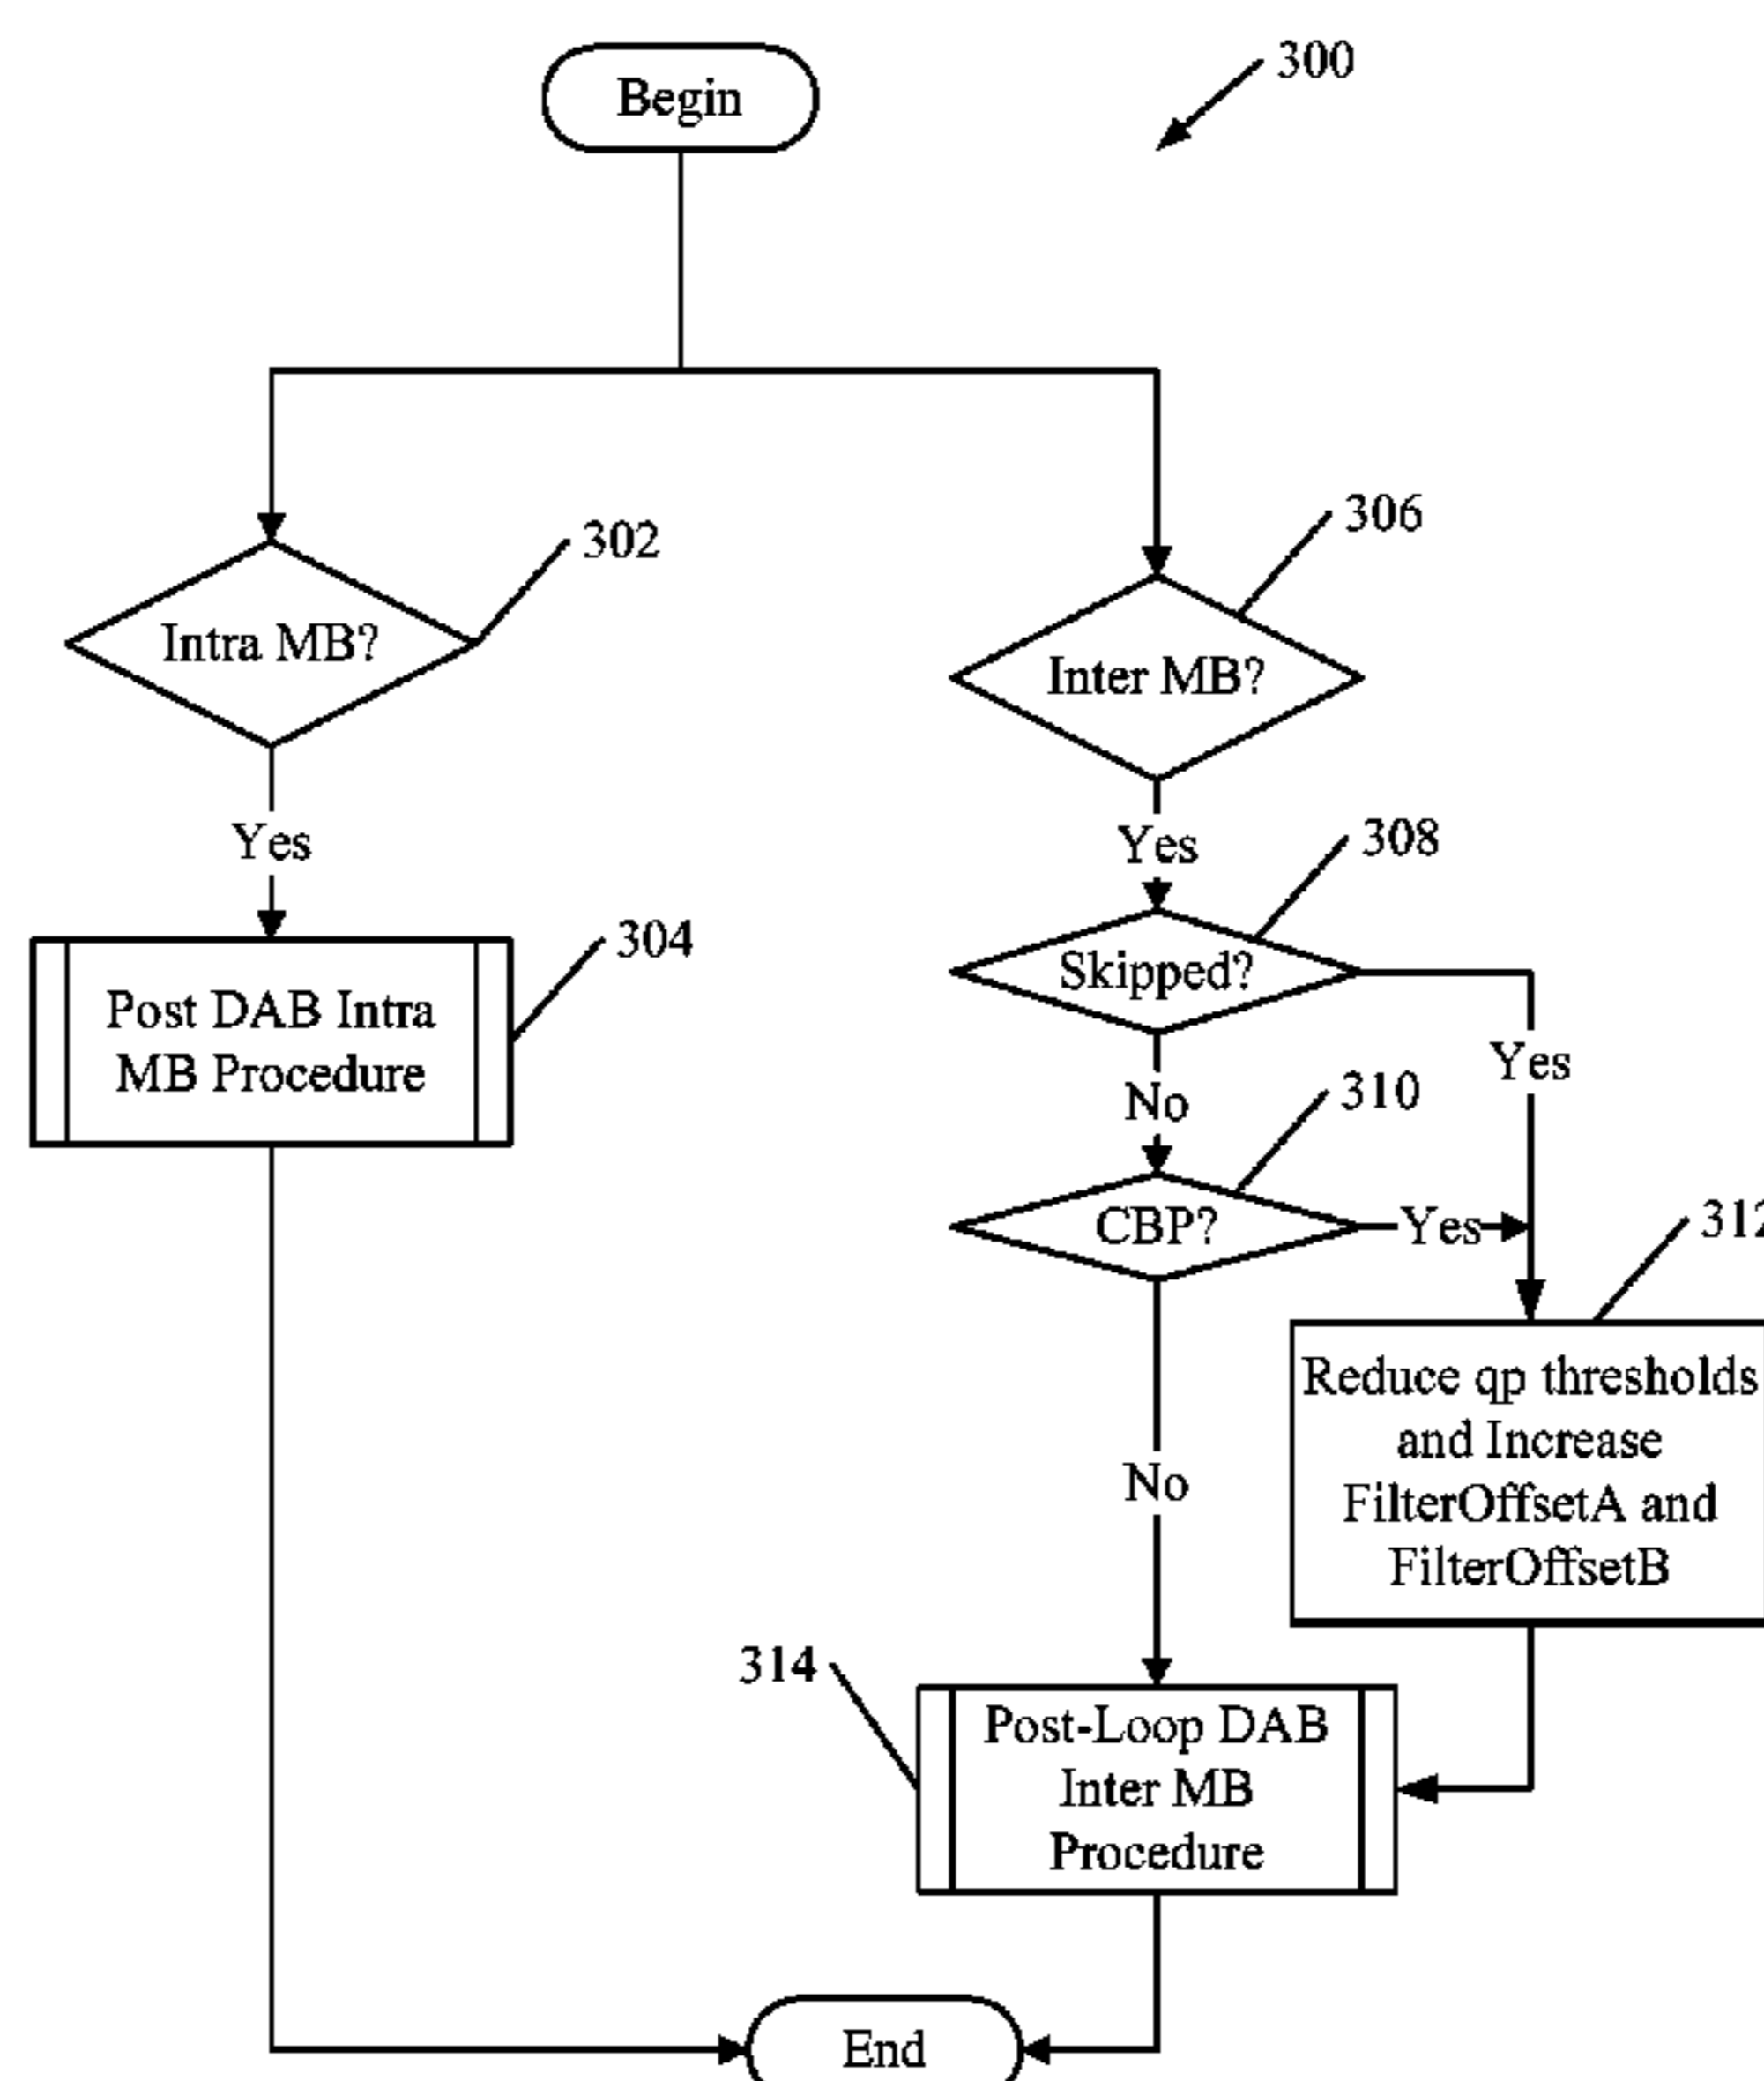 Begin
300
302
306
Intra MB?
Inter MB?
Yes
Yes
308
304
Skipped?
Post DAB Intra
MB Procedure
Yes
No
310
CBP?
Yes
312
Reduce qp thresholds
and Increase
FilterOffsetA and
FilterOffsetB
No
314
Post-Loop DAB
Inter MB
Procedure
End